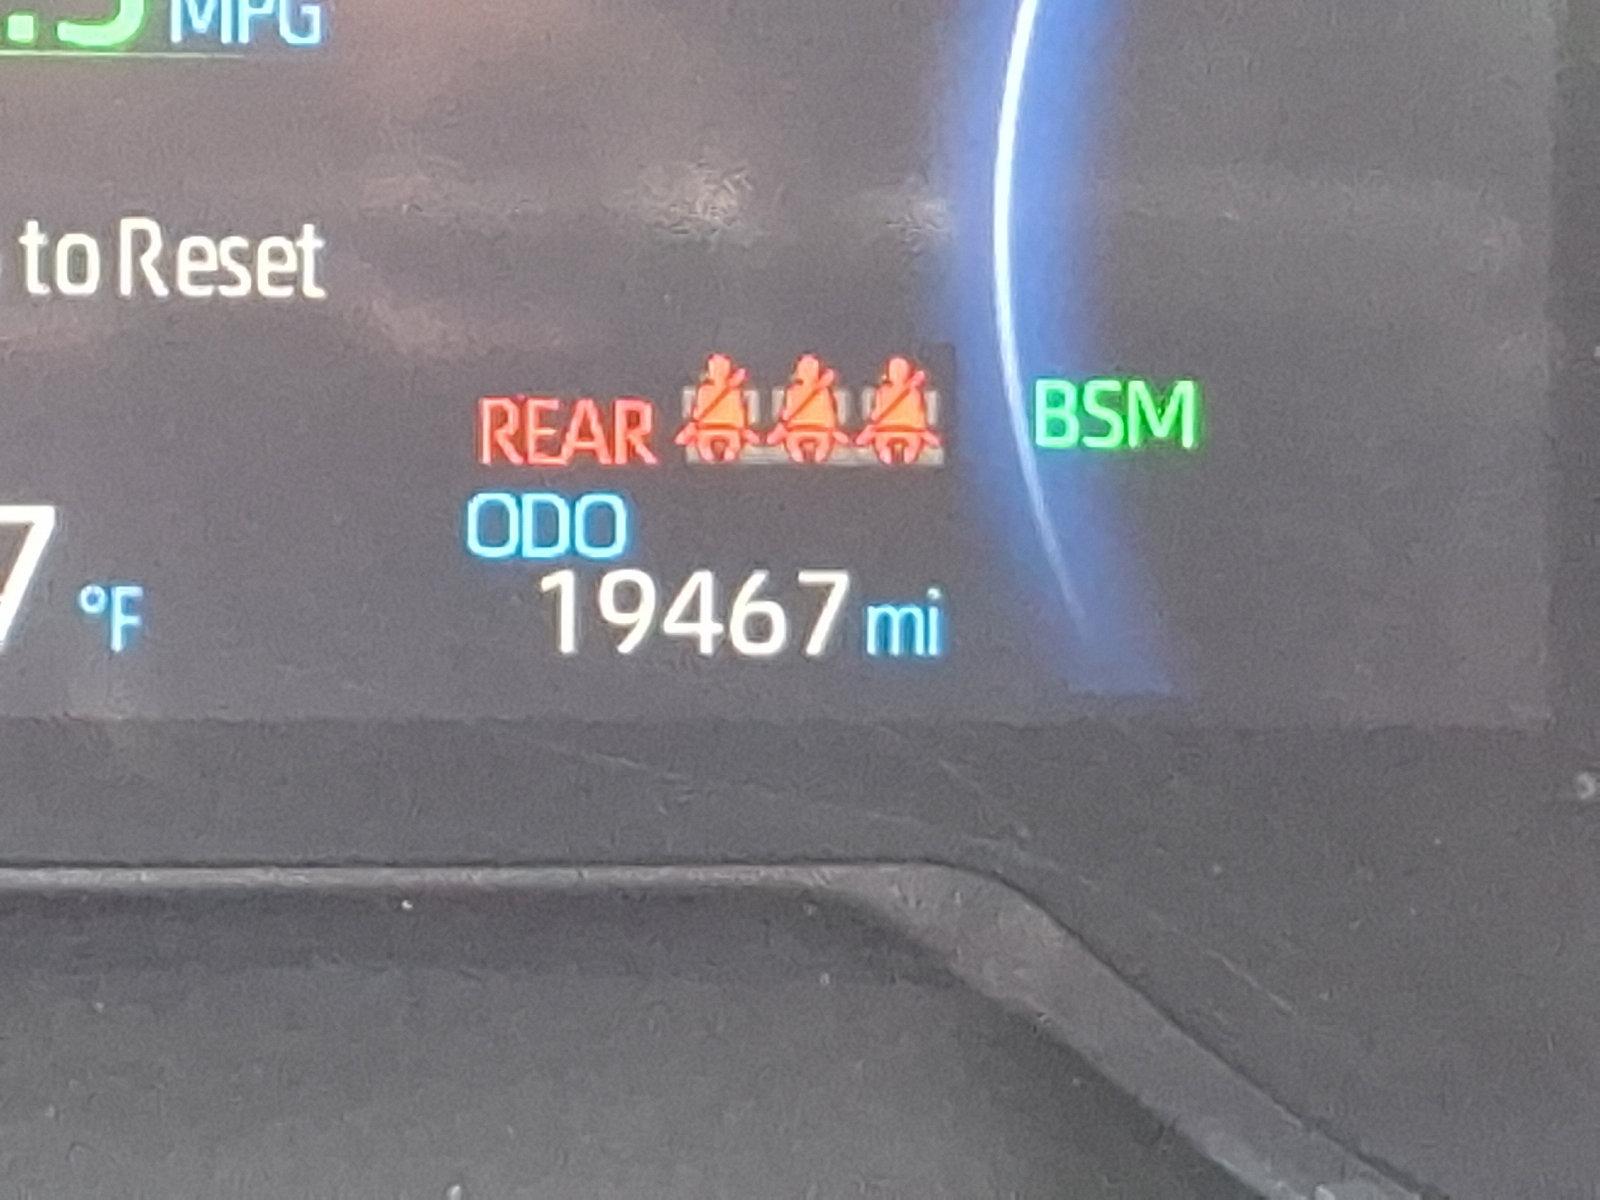 MPG
to Reset
REAR
BSM
ODO
°F
19467 mi